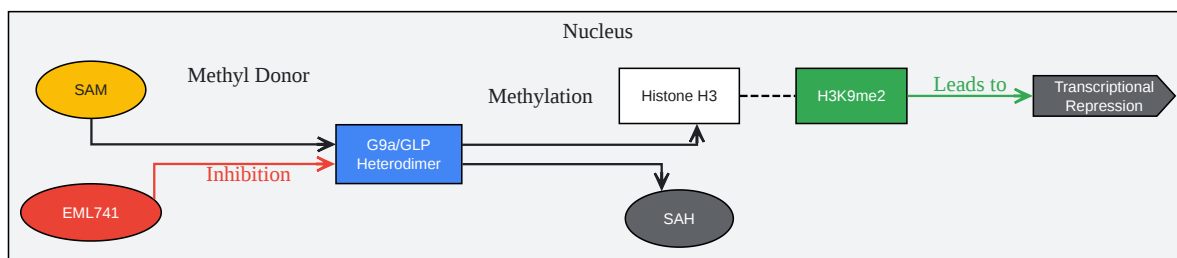 Nucleus
SAM
Methyl Donor
Methylation
Histone H3
H3K9me2
Leads to
Transcriptional
Repression
G9a/GLP
Heterodimer
Inhibition
EML741
SAH